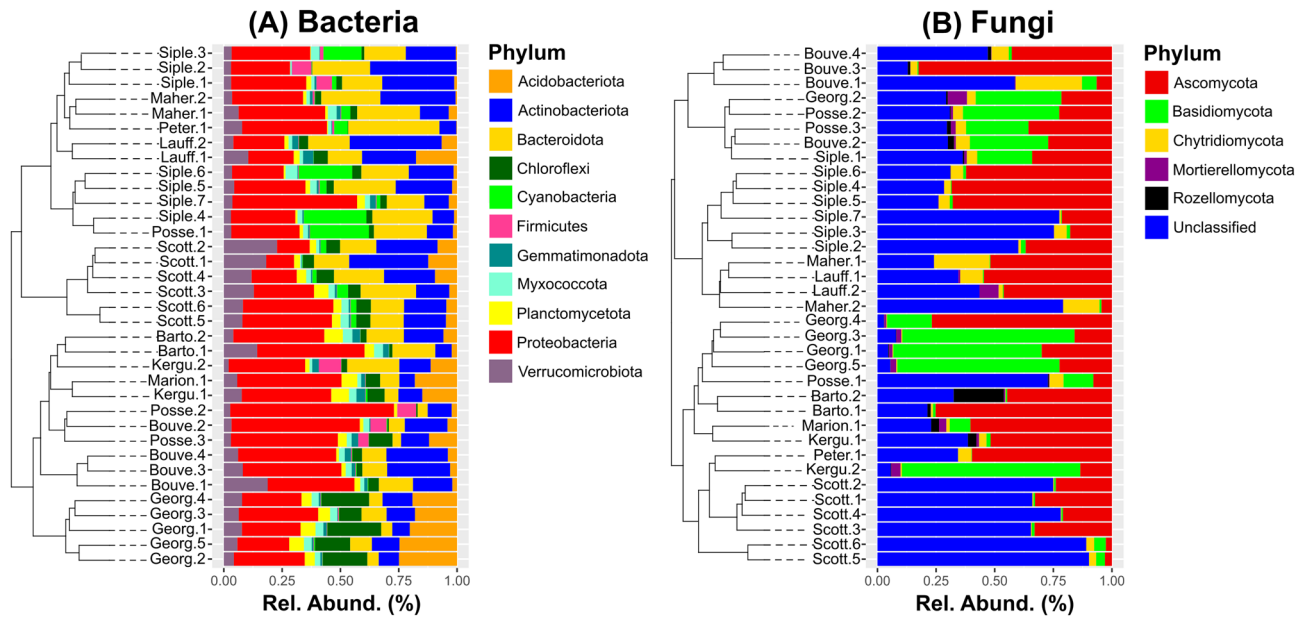 (A) Bacteria
Siple.3
Siple.2
Siple.1
Maher.2
Maher.1
Peter.1
Lauff.2
Lauff.1
Siple.6
Siple.5
Siple.7
Siple.4
Posse.1
Scott.2
Scott.1
Scott.4
Scott.3
Scott.6
Scott.5
Barto.2
Barto.1
Kergu.2
Marion.1
Kergu.1
Posse.2
Bouve.2
Posse.3
Bouve.4
Bouve.3
Bouve.1
Georg.4
Georg.3
Georg.1
Georg.5
Georg.2
0.00 0.25 0.50 0.75 1.00
Rel. Abund. (%)
Phylum
Acidobacteriota
Actinobacteriota
Bacteroidota
Chloroflexi
Cyanobacteria
Firmicutes
Gemmatimonadota
Myxococcota
Planctomycetota
Proteobacteria
Verrucomicrobiota
(B) Fungi
Bouve.4
Bouve.3
Bouve.1
Georg.2
Posse.2
Posse.3
Bouve.2
Siple.1
Siple.6
Siple.4
Siple.5
Siple.7
Siple.3
Siple.2
Maher.1
Lauff.1
Lauff.2
Maher.2
Georg.4
Georg.3
Georg.1
Georg.5
Posse.1
Barto.2
Barto.1
Marion.1
Kergu.1
Peter.1
Kergu.2
Scott.2
Scott.1
Scott.4
Scott.3
Scott.6
Scott.5
0.00 0.25 0.50 0.75 1.00
Rel. Abund. (%)
Phylum
Ascomycota
Basidiomycota
Chytridiomycota
Mortierellomycota
Rozellomycota
Unclassified